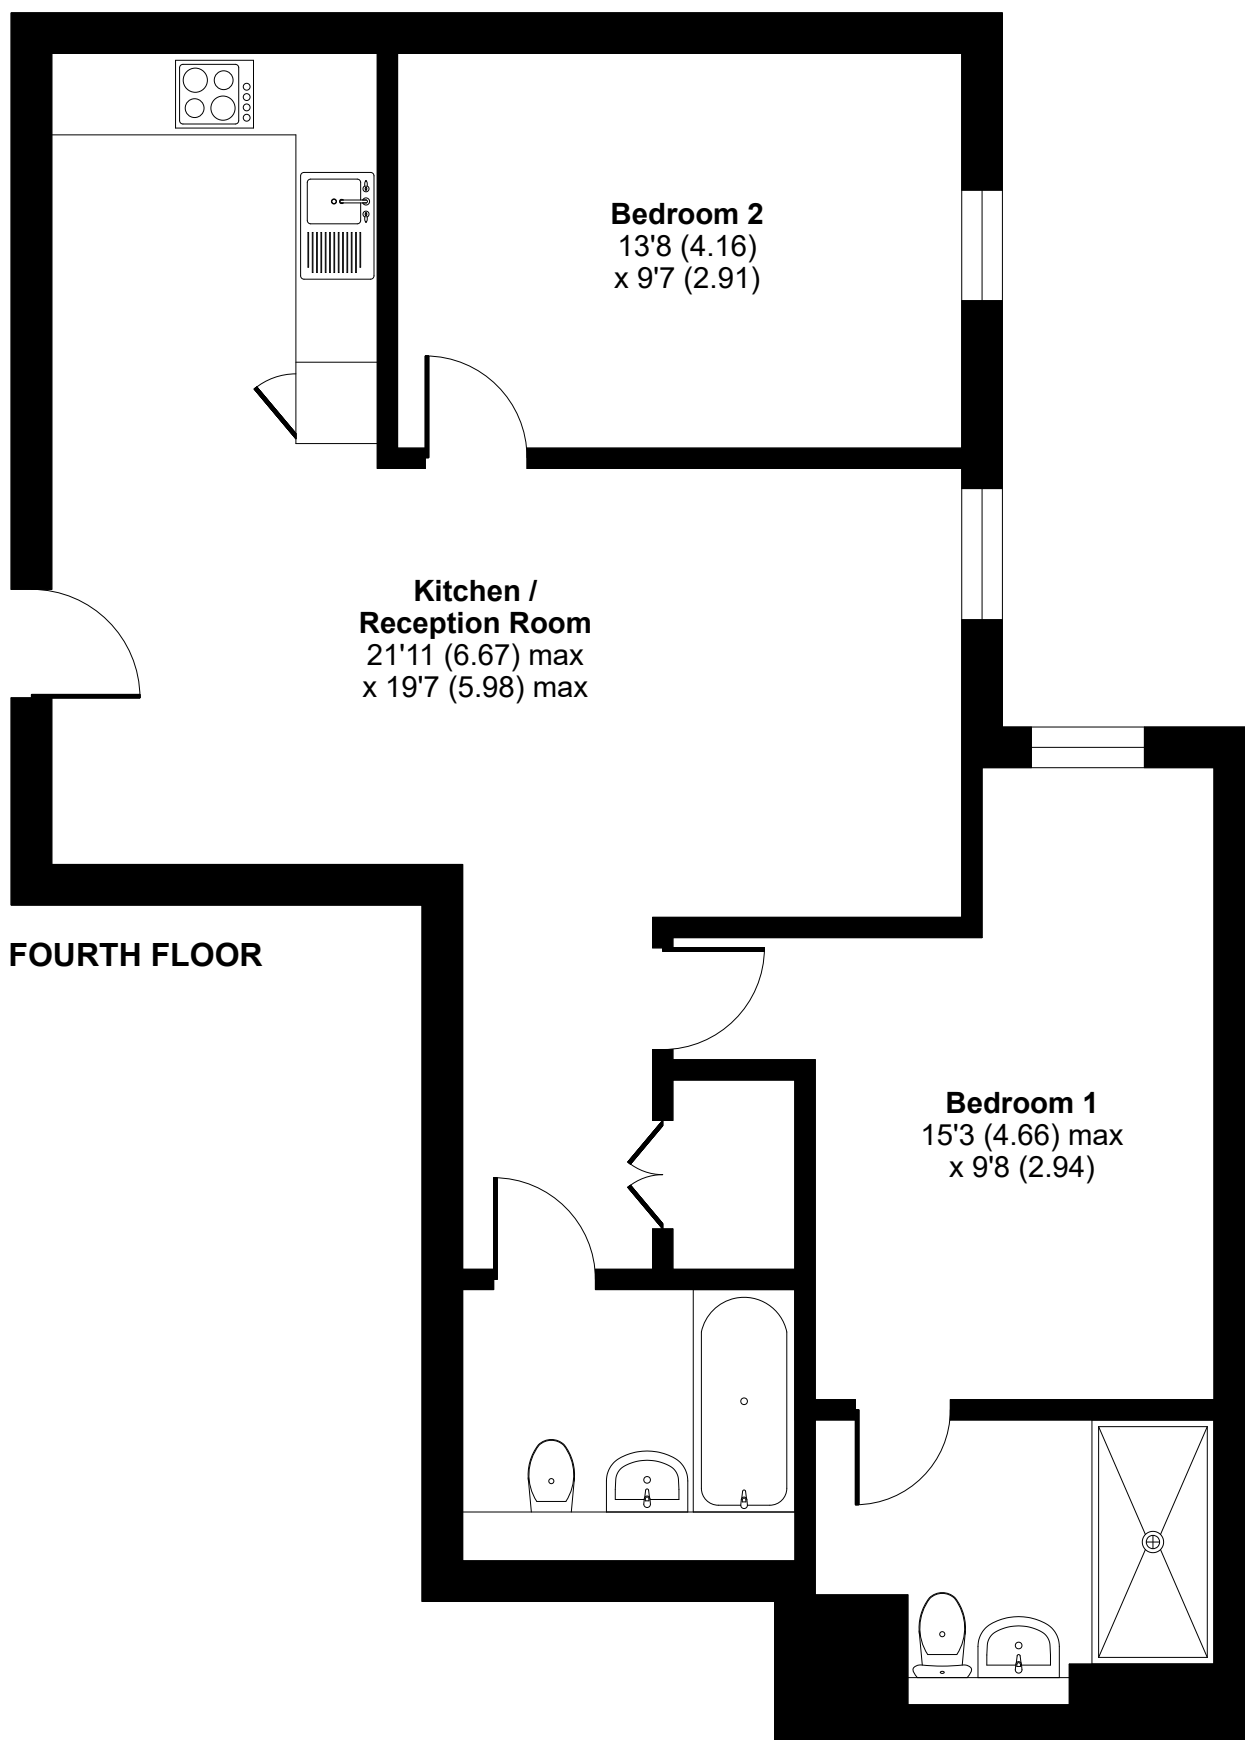 Bedroom 2
13'8 (4.16)
x 9'7 (2.91)
Kitchen /
Reception Room
21'11 (6.67) max
x 19'7 (5.98) max
FOURTH FLOOR
Bedroom 1
15'3 (4.66) max
x 9'8 (2.94)